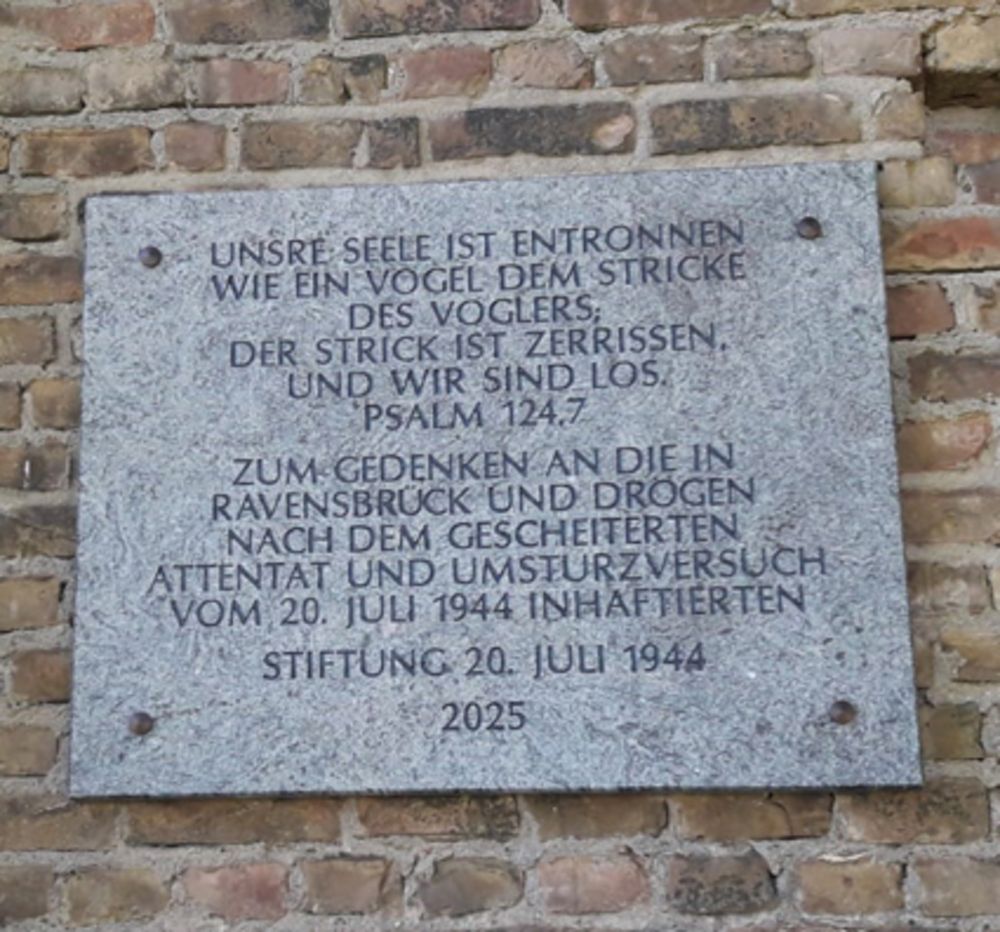 UNSRE SEELE IST ENTRONNEN
WIE EIN VOGEL DEM STRICKE
DES VOGLERS;
DER STRICK IST ZERRISSEN,
UND WIR SIND LOS.
PSALM 124,7
ZUM GEDENKEN AN DIE IN
RAVENSBRÜCK UND DRÖGEN
NACH DEM GESCHEITERTEN
ATTENTAT UND UMSTURZVERSUCH
VOM 20. JULI 1944 INHAFTIERTEN
STIFTUNG 20. JULI 1944
2025